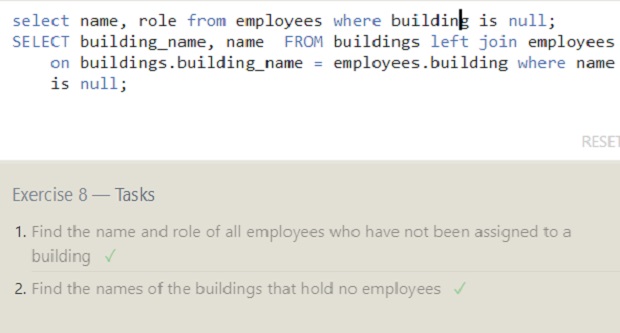 select name, role from employees where building is null;
SELECT building_name, name  FROM buildings left join employees
on buildings.building_name = employees.building where name
is null;
RESET
Exercise 8 — Tasks
1. Find the name and role of all employees who have not been assigned to a
building ✓
2. Find the names of the buildings that hold no employees ✓